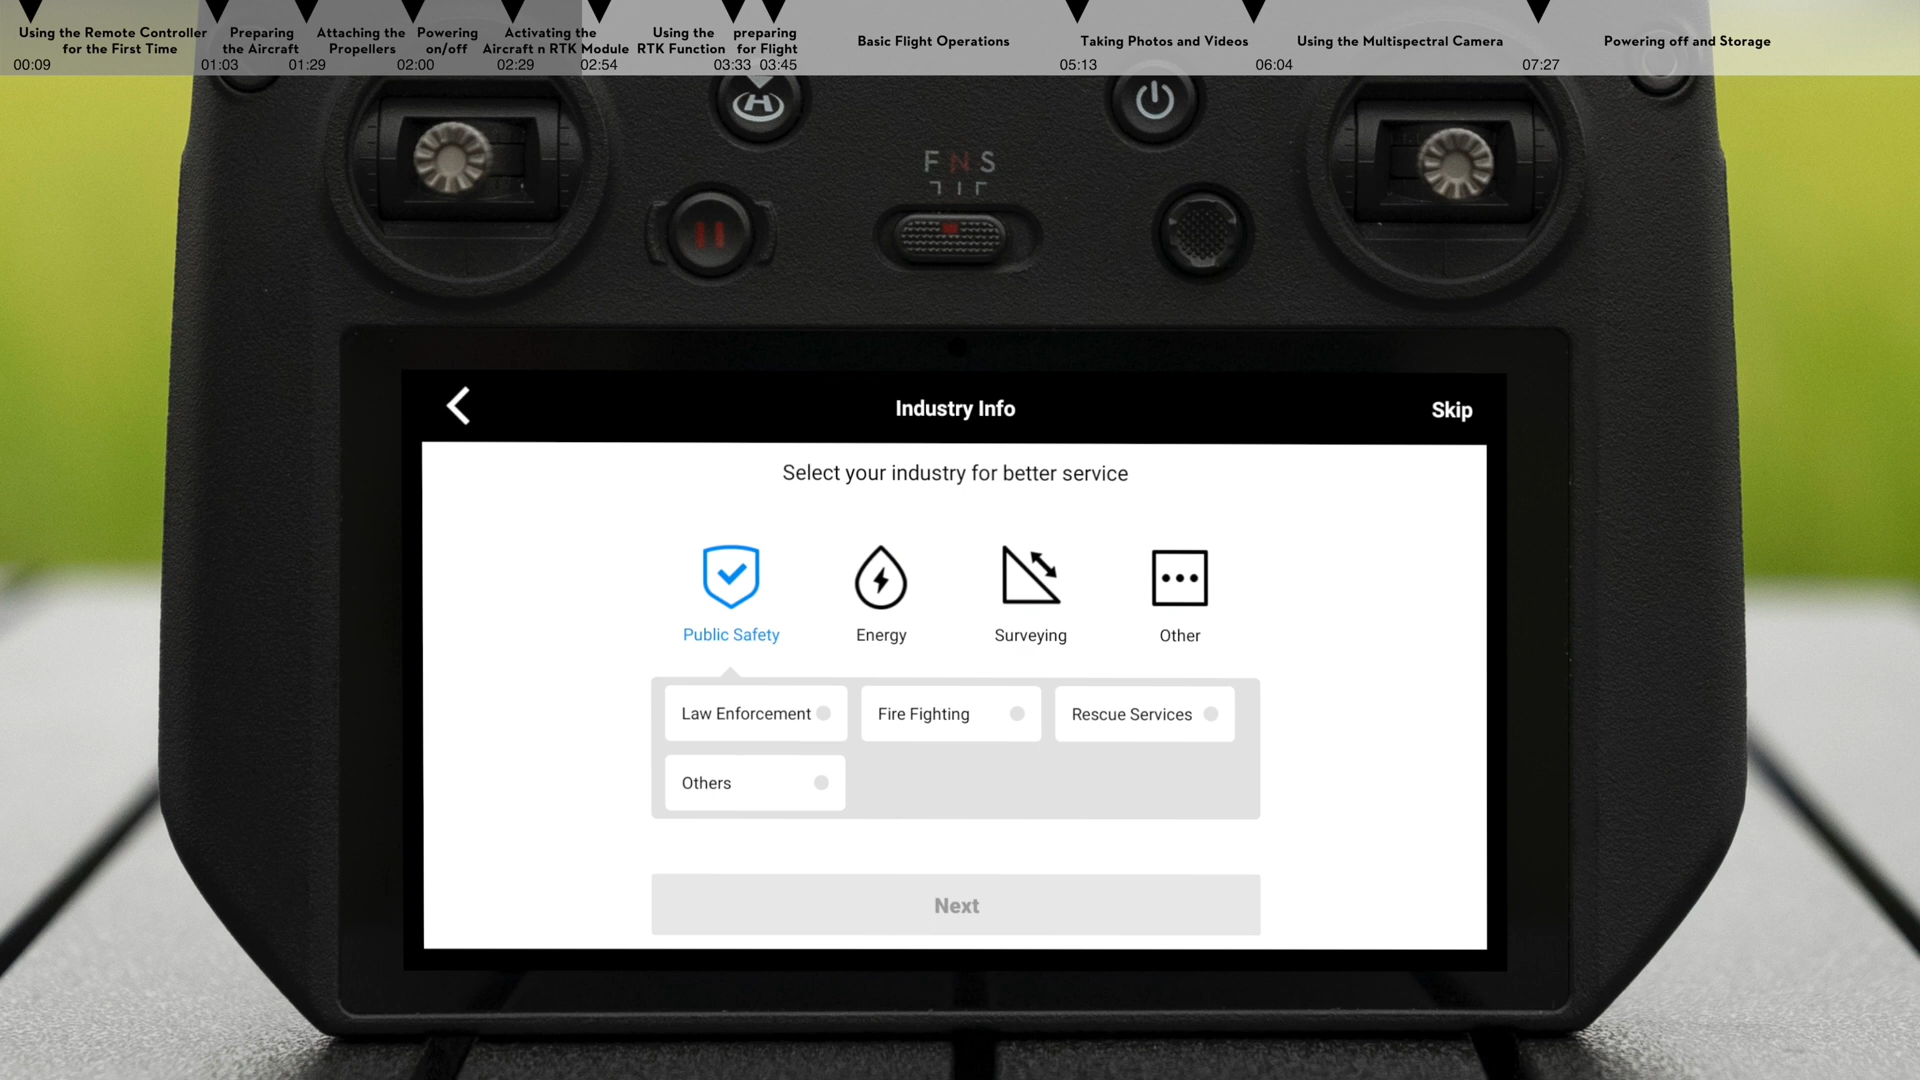 Using the Remote Controller
for the First Time
00:09
Preparing
the Aircraft
01:03
Attaching the
Propellers
01:29
Powering
on/off
02:00
Activating the
Aircraft n RTK Module
02:29
02:54
Using the
RTK Function
03:33
preparing
for Flight
03:45
Basic Flight Operations
05:13
Taking Photos and Videos
06:04
Using the Multispectral Camera
07:27
Powering off and Storage
F N S
Industry Info
Skip
Select your industry for better service
Public Safety
Energy
Surveying
Other
Law Enforcement
Fire Fighting
Rescue Services
Others
Next